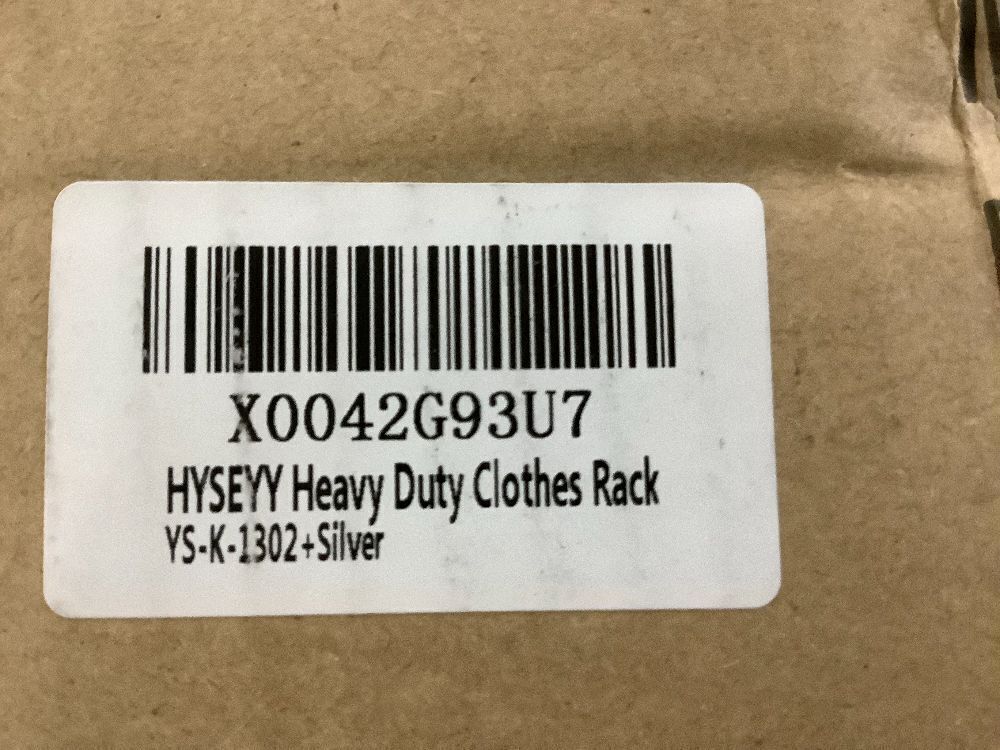 X0042G93U7
HYSEYY Heavy Duty Clothes Rack
YS-K-1302+Silver